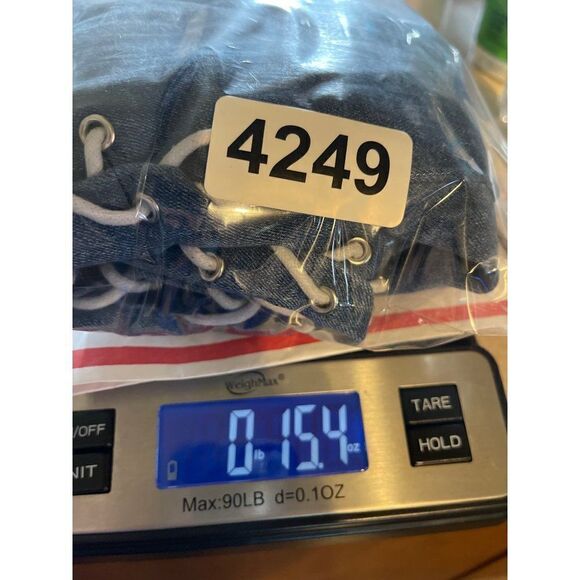 4249
WeighMax®
/OFF
NIT
0 lb 15.4 oz
TARE
HOLD
Max:90LB d=0.1OZ